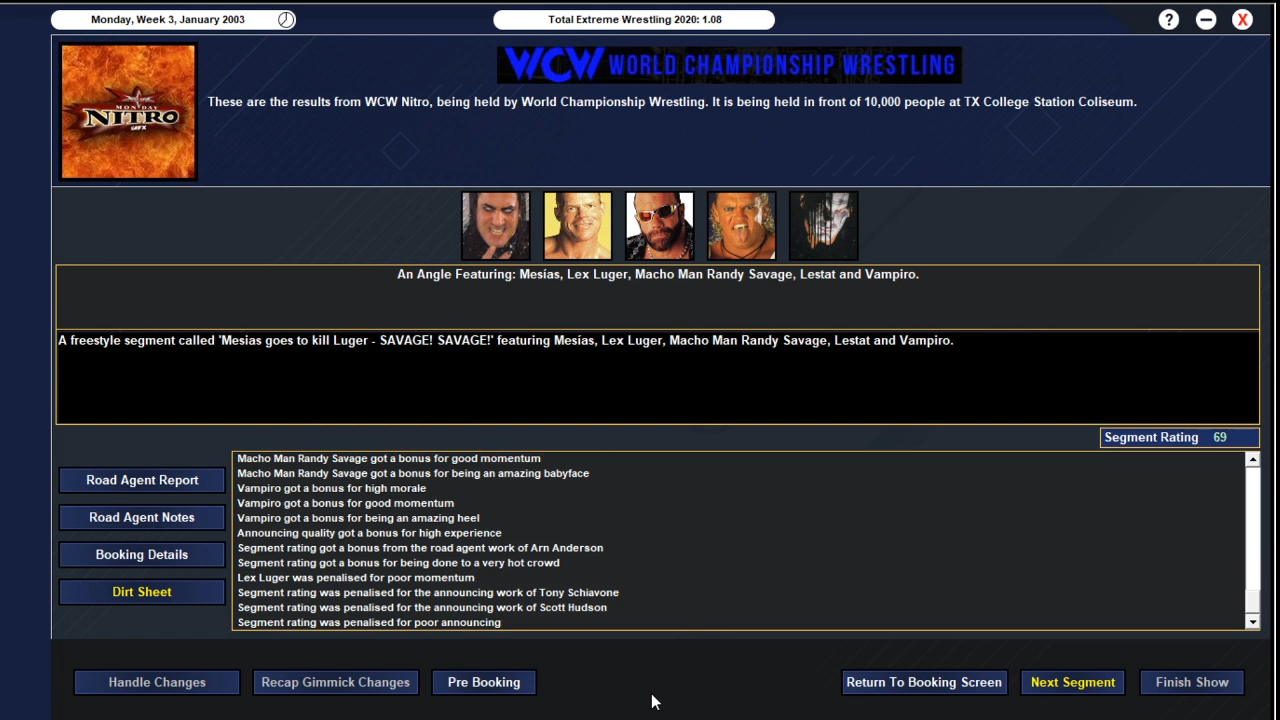 Monday, Week 3, January 2003
Total Extreme Wrestling 2020: 1.08
?
X
WCW WORLD CHAMPIONSHIP WRESTLING
MONDAY
NITRO
These are the results from WCW Nitro, being held by World Championship Wrestling. It is being held in front of 10,000 people at TX College Station Coliseum.
An Angle Featuring: Mesías, Lex Luger, Macho Man Randy Savage, Lestat and Vampiro.
A freestyle segment called 'Mesias goes to kill Luger - SAVAGE! SAVAGE!' featuring Mesías, Lex Luger, Macho Man Randy Savage, Lestat and Vampiro.
Segment Rating 69
Road Agent Report
Road Agent Notes
Booking Details
Dirt Sheet
Macho Man Randy Savage got a bonus for good momentum
Macho Man Randy Savage got a bonus for being an amazing babyface
Vampiro got a bonus for high morale
Vampiro got a bonus for good momentum
Vampiro got a bonus for being an amazing heel
Announcing quality got a bonus for high experience
Segment rating got a bonus from the road agent work of Arn Anderson
Segment rating got a bonus for being done to a very hot crowd
Lex Luger was penalised for poor momentum
Segment rating was penalised for the announcing work of Tony Schiavone
Segment rating was penalised for the announcing work of Scott Hudson
Segment rating was penalised for poor announcing
Handle Changes
Recap Gimmick Changes
Pre Booking
Return To Booking Screen
Next Segment
Finish Show